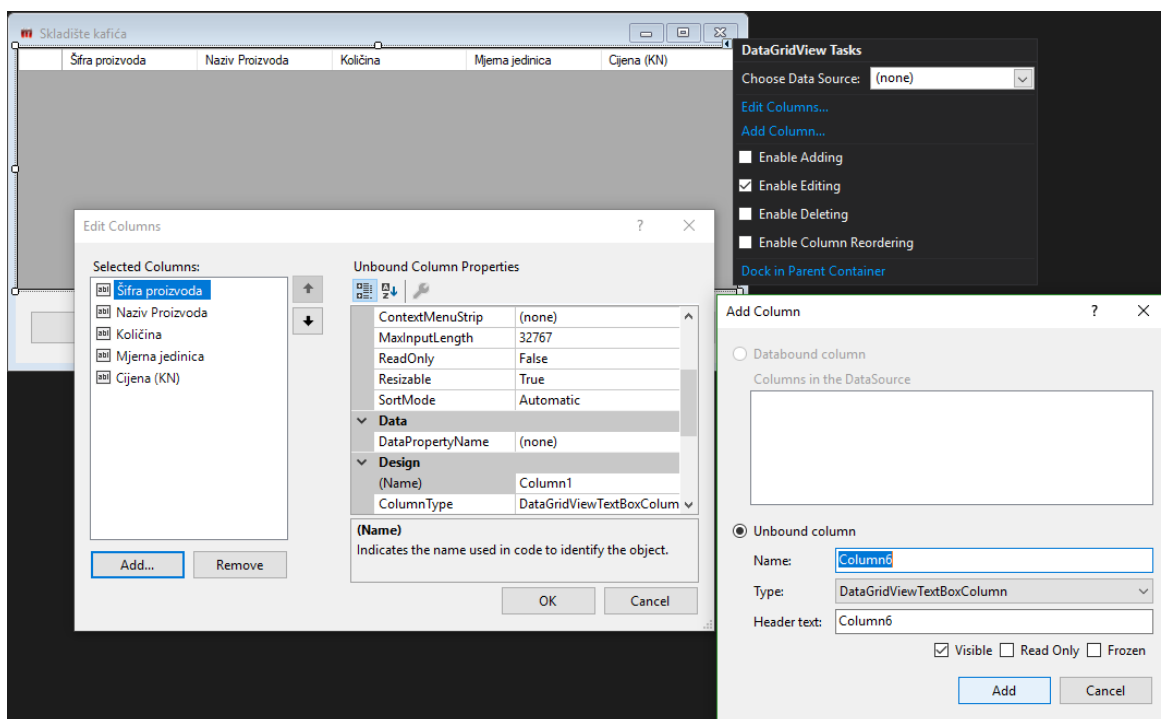 Skladište kafića
Šifra proizvoda Naziv Proizvoda Količina Mjerna jedinica Cijena (KN)
DataGridView Tasks
Choose Data Source: (none)
Edit Columns...
Add Column...
Enable Adding
Enable Editing
Enable Deleting
Enable Column Reordering
Dock in Parent Container
Edit Columns ?
Selected Columns:
Šifra proizvoda
Naziv Proizvoda
Količina
Mjerna jedinica
Cijena (KN)
Add... Remove
Unbound Column Properties
ContextMenuStrip (none)
MaxInputLength 32767
ReadOnly False
Resizable True
SortMode Automatic
Data
DataPropertyName (none)
Design
(Name) Column1
ColumnType DataGridViewTextBoxColum
(Name)
Indicates the name used in code to identify the object.
OK Cancel
Add Column ?
Databound column
Columns in the DataSource
Unbound column
Name: Column6
Type: DataGridViewTextBoxColumn
Header text: Column6
Visible Read Only Frozen
Add Cancel